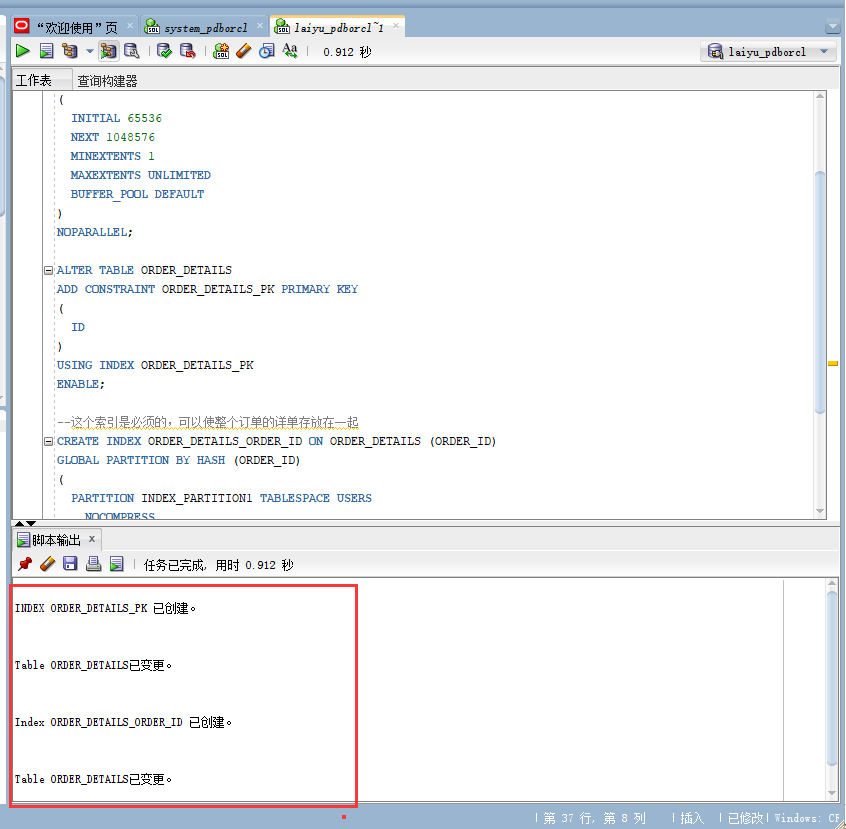 “欢迎使用”页 system_pdborcl laiyu_pdborcl~1
0.912 秒 laiyu_pdborcl
工作表 查询构建器
(
INITIAL 65536
NEXT 1048576
MINEXTENTS 1
MAXEXTENTS UNLIMITED
BUFFER_POOL DEFAULT
)
NOPARALLEL;
ALTER TABLE ORDER_DETAILS
ADD CONSTRAINT ORDER_DETAILS_PK PRIMARY KEY
(
ID
)
USING INDEX ORDER_DETAILS_PK
ENABLE;
--这个索引是必须的，可以使整个订单的详单存放在一起
CREATE INDEX ORDER_DETAILS_ORDER_ID ON ORDER_DETAILS (ORDER_ID)
GLOBAL PARTITION BY HASH (ORDER_ID)
(
PARTITION INDEX_PARTITION1 TABLESPACE USERS
NOCOMPRESS
脚本输出 x
任务已完成, 用时 0.912 秒
INDEX ORDER_DETAILS_PK 已创建。
Table ORDER_DETAILS已变更。
Index ORDER_DETAILS_ORDER_ID 已创建。
Table ORDER_DETAILS已变更。
第 37 行, 第 8 列 插入 已修改 Windows: